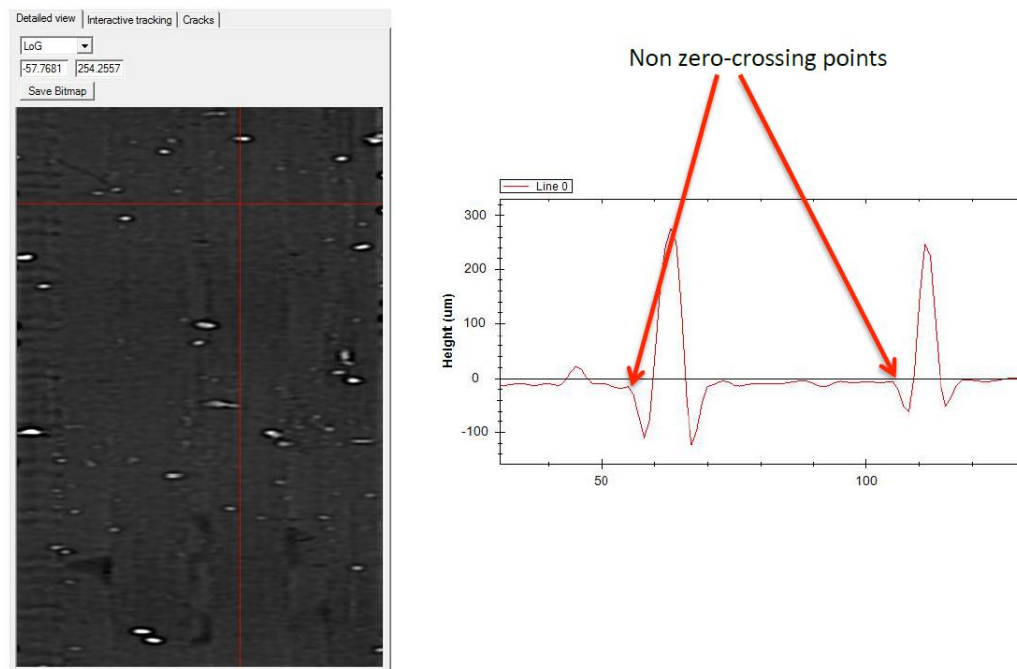 Detailed view Interactive tracking Cracks
LoG
-57.7681 254.2557
Save Bitmap
Non zero-crossing points
Line 0
300
200
100
0
-100
Height (um)
50 100